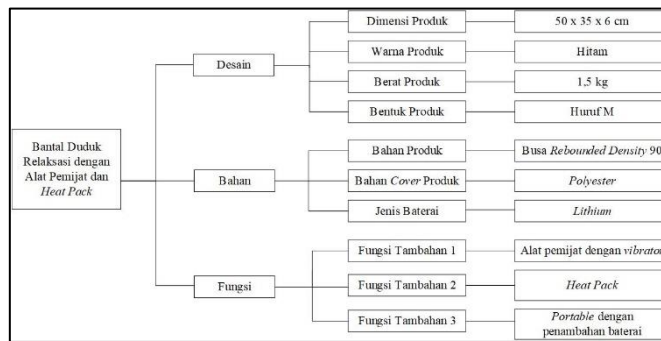 Bantal Duduk
Relaksasi dengan
Alat Pemijat dan
Heat Pack
Desain
Dimensi Produk
50 x 35 x 6 cm
Warna Produk
Hitam
Berat Produk
1,5 kg
Bentuk Produk
Huruf M
Bahan
Bahan Produk
Busa Rebounded Density 90
Bahan Cover Produk
Polyester
Jenis Baterai
Lithium
Fungsi
Fungsi Tambahan 1
Alat pemijat dengan vibrator
Fungsi Tambahan 2
Heat Pack
Fungsi Tambahan 3
Portable dengan
penambahan baterai